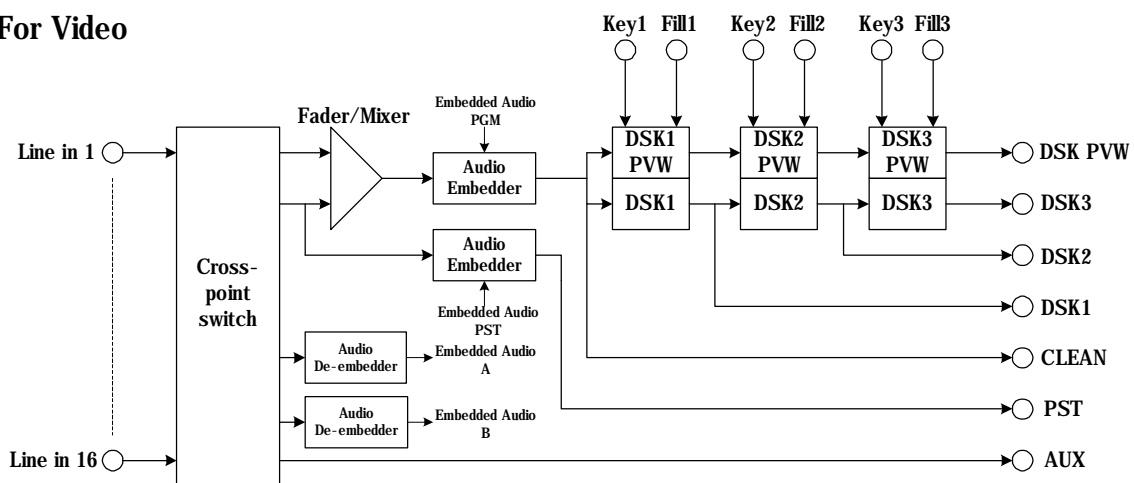 For Video
Key1 Fill1 Key2 Fill2 Key3 Fill3
Embedded Audio
PGM
Fader/Mixer
Line in 1
Audio
Embedder
DSK1
PVW
DSK2
PVW
DSK3
PVW
DSK PVW
DSK1
DSK2
DSK3
DSK3
Audio
Embedder
DSK2
Cross-
point
switch
Embedded Audio
PST
DSK1
Audio
De-embedder
Embedded Audio
A
CLEAN
Audio
De-embedder
Embedded Audio
B
PST
Line in 16
AUX